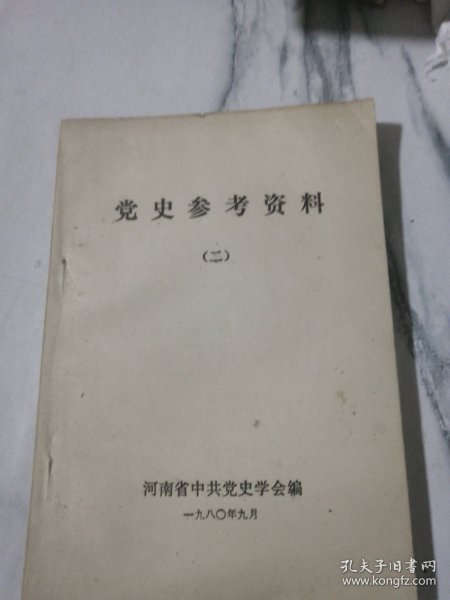 党史参考资料
（二）
河南省中共党史学会编
一九八〇年九月
孔夫子旧书网
www.kongfz.com